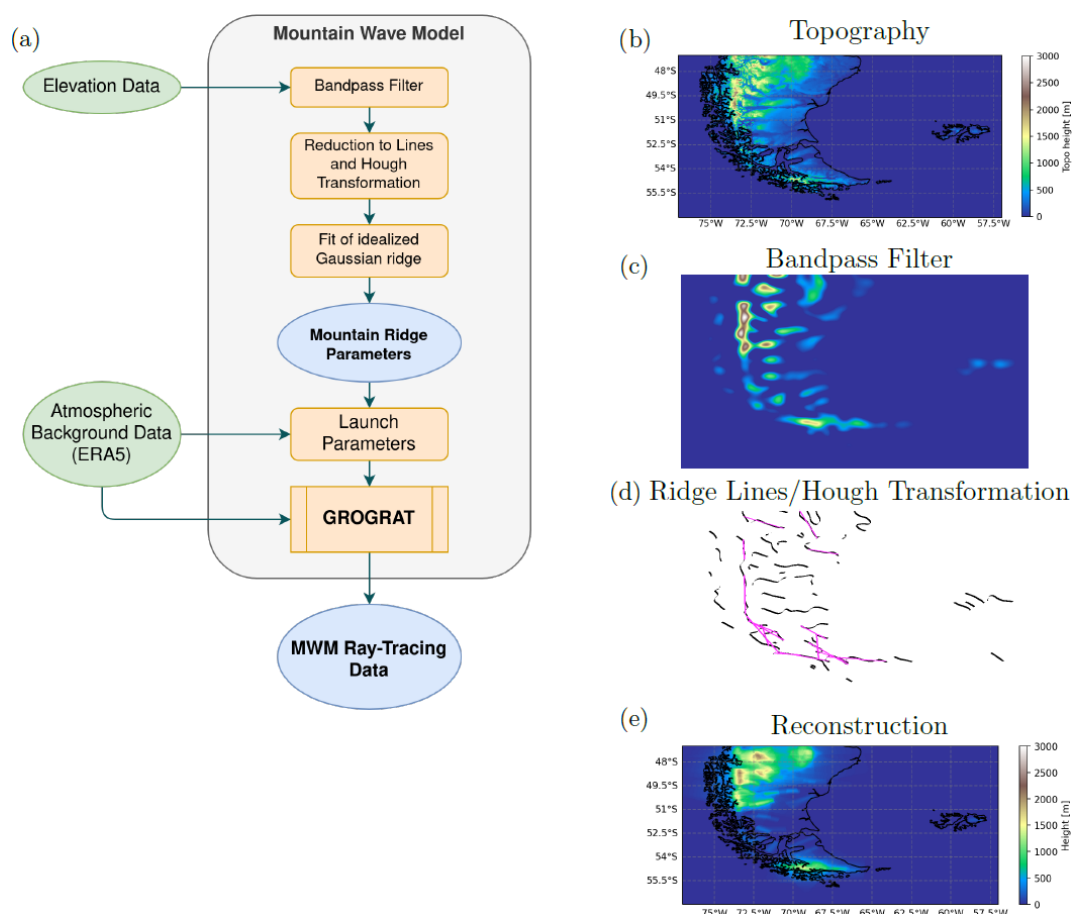 (a)
Mountain Wave Model
Elevation Data
Bandpass Filter
Reduction to Lines
and Hough
Transformation
Fit of idealized
Gaussian ridge
Mountain Ridge
Parameters
Atmospheric
Background Data
(ERA5)
Launch
Parameters
GROGRAT
MWM Ray-Tracing
Data
(b)
Topography
48°S
49.5°S
51°S
52.5°S
54°S
55.5°S
75°W 72.5°W 70°W 67.5°W 65°W 62.5°W 60°W 57.5°W
3000
2500
2000
1500
1000
500
0
Topo height [m]
(c)
Bandpass Filter
(d) Ridge Lines/Hough Transformation
(e)
Reconstruction
48°S
49.5°S
51°S
52.5°S
54°S
55.5°S
75°W 72.5°W 70°W 67.5°W 65°W 62.5°W 60°W 57.5°W
3000
2500
2000
1500
1000
500
0
Height [m]